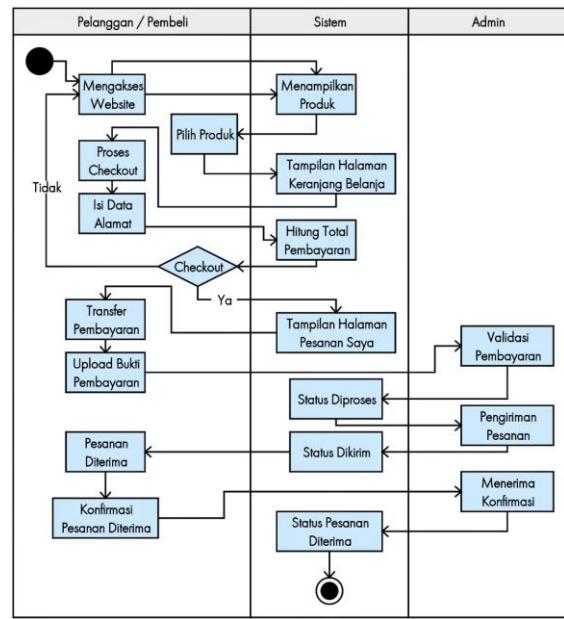 Pelanggan / Pembeli
Sistem
Admin
Mengakses
Website
Menampilkan
Produk
Pilih Produk
Proses
Checkout
Tampilan Halaman
Keranjang Belanja
Tidak
Isi Data
Alamat
Hitung Total
Pembayaran
Checkout
Ya
Transfer
Pembayaran
Tampilan Halaman
Pesanan Saya
Validasi
Pembayaran
Upload Bukti
Pembayaran
Status Diproses
Pengiriman
Pesanan
Pesanan
Diterima
Status Dikirim
Menerima
Konfirmasi
Konfirmasi
Pesanan Diterima
Status Pesanan
Diterima